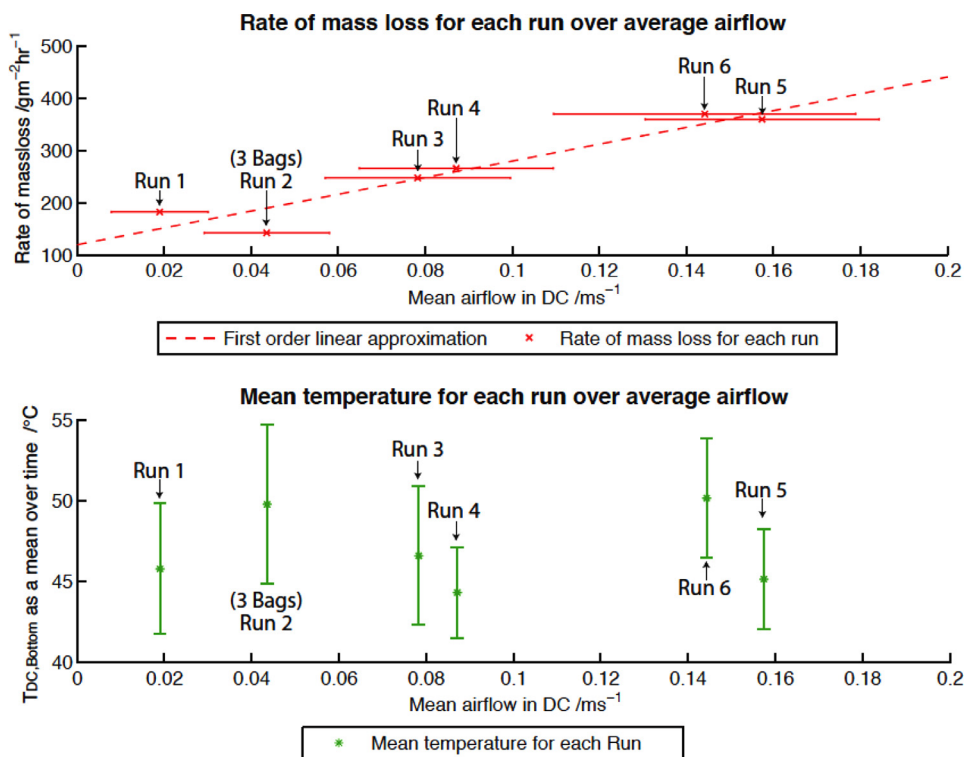 Rate of mass loss for each run over average airflow
Rate of massloss /gm⁻²hr⁻¹
500
400
300
200
100
Run 1
(3 Bags)
Run 2
Run 3
Run 4
Run 6
Run 5
0 0.02 0.04 0.06 0.08 0.1 0.12 0.14 0.16 0.18 0.2
Mean airflow in DC /ms⁻¹
First order linear approximation Rate of mass loss for each run
Mean temperature for each run over average airflow
T_DC,Bottom as a mean over time /°C
55
50
45
40
Run 1
(3 Bags)
Run 2
Run 3
Run 4
Run 6
Run 5
0 0.02 0.04 0.06 0.08 0.1 0.12 0.14 0.16 0.18 0.2
Mean airflow in DC /ms⁻¹
Mean temperature for each Run